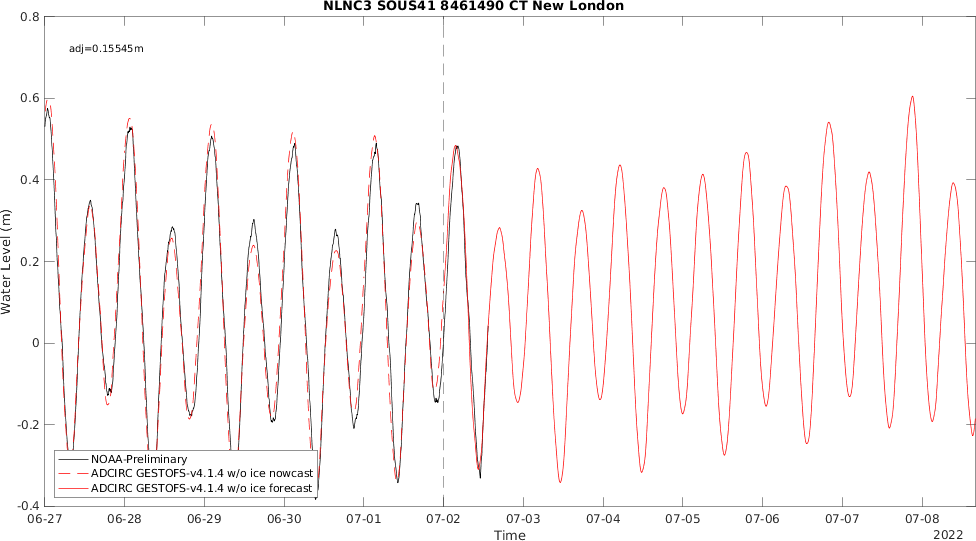 NLNC3 SOUS41 8461490 CT New London
adj=0.15545m
0.8
0.6
0.4
0.2
0
-0.2
-0.4
Water Level (m)
NOAA-Preliminary
ADCIRC GESTOFS-v4.1.4 w/o ice nowcast
ADCIRC GESTOFS-v4.1.4 w/o ice forecast
06-27 06-28 06-29 06-30 07-01 07-02 07-03 07-04 07-05 07-06 07-07 07-08
Time
2022